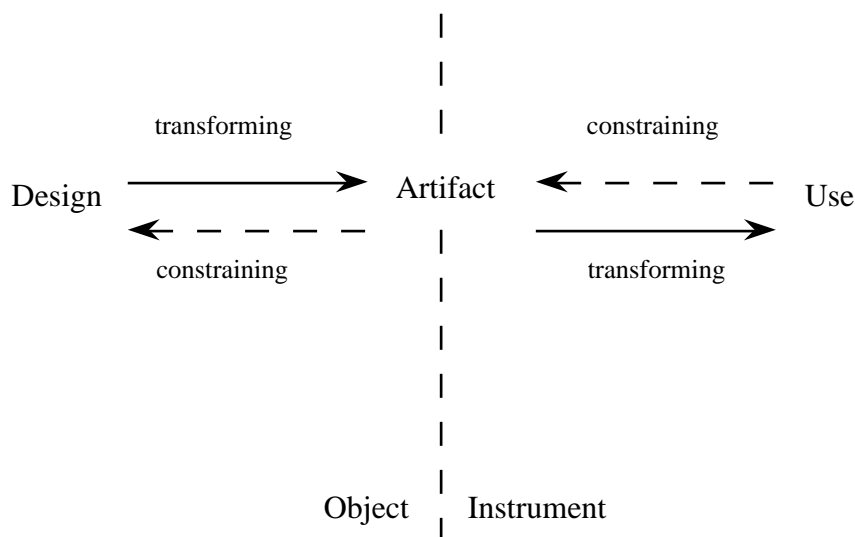 transforming
constraining
Design
Artifact
Use
constraining
transforming
Object
Instrument